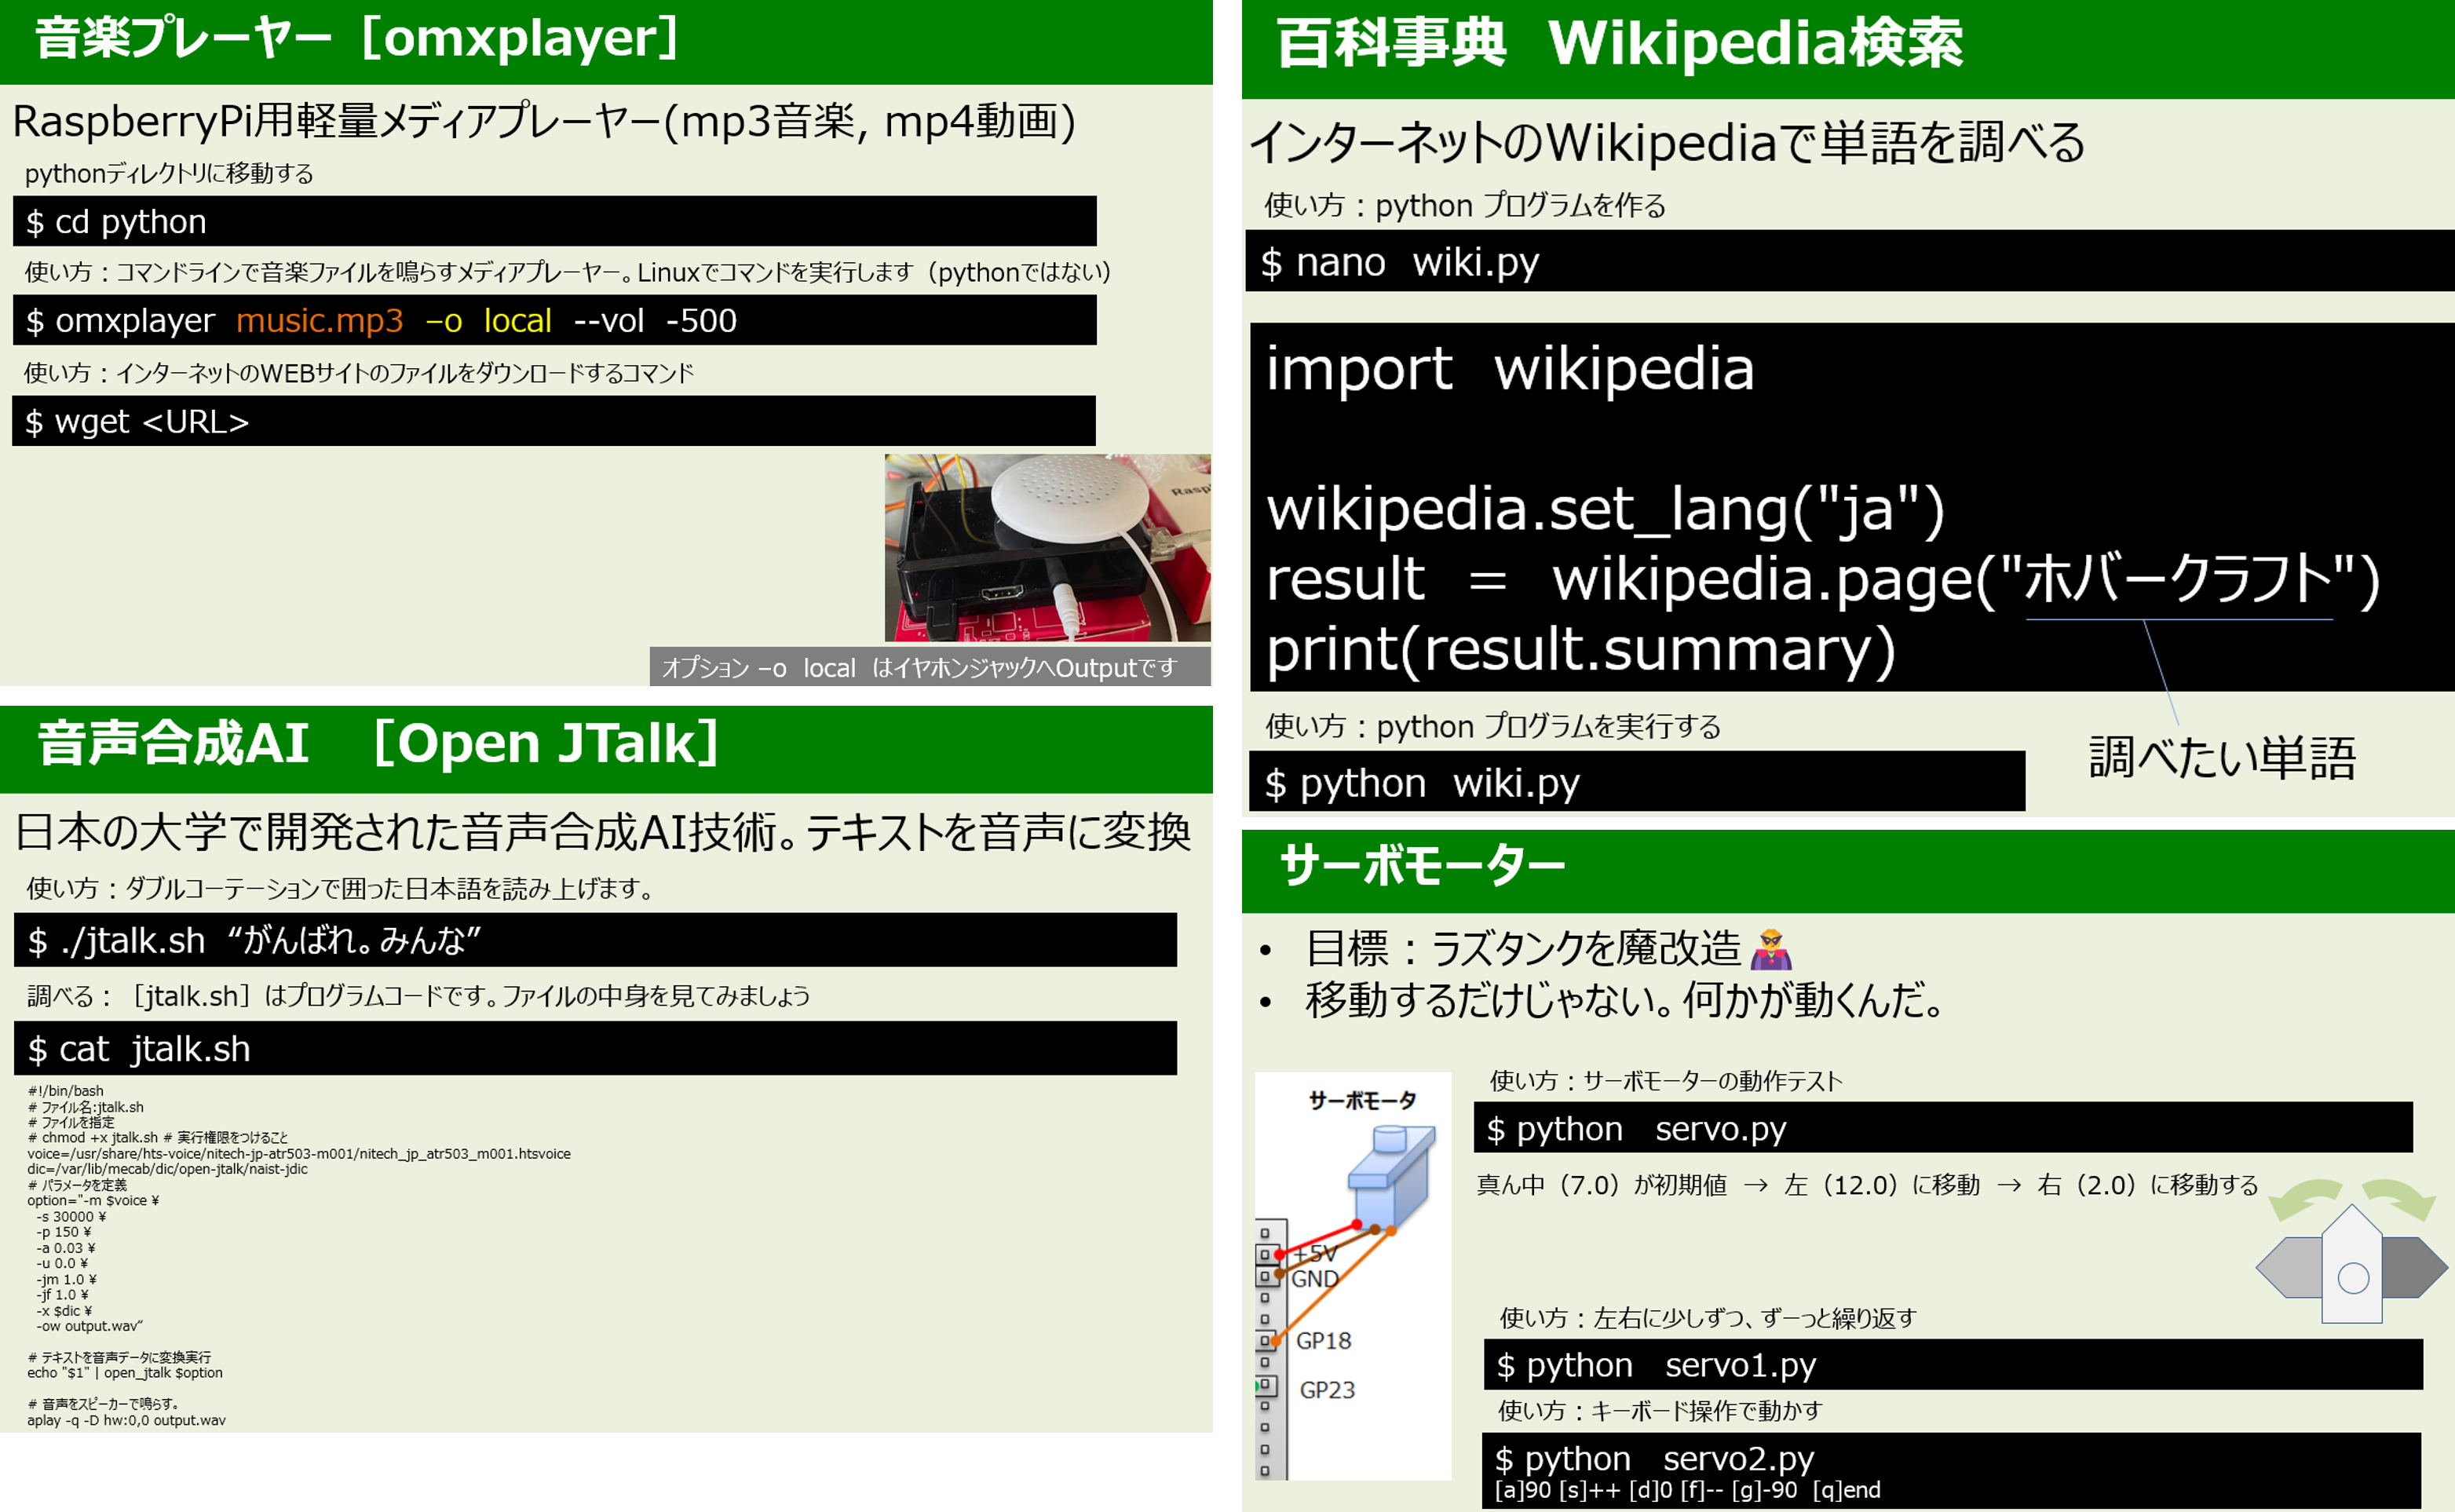 音楽プレーヤー［omxplayer］
RaspberryPi用軽量メディアプレーヤー(mp3音楽, mp4動画)
pythonディレクトリに移動する
$ cd python
使い方：コマンドラインで音楽ファイルを鳴らすメディアプレーヤー。Linuxでコマンドを実行します（pythonではない）
$ omxplayer music.mp3 –o local --vol -500
使い方：インターネットのWEBサイトのファイルをダウンロードするコマンド
$ wget <URL>
オプション –o local はイヤホンジャックへOutputです
音声合成AI ［Open JTalk］
日本の大学で開発された音声合成AI技術。テキストを音声に変換
使い方：ダブルコーテーションで囲った日本語を読み上げます。
$ ./jtalk.sh “がんばれ。みんな”
調べる：［jtalk.sh］はプログラムコードです。ファイルの中身を見てみましょう
$ cat jtalk.sh
#!/bin/bash
# ファイル名:jtalk.sh
# ファイルを指定
# chmod +x jtalk.sh # 実行権限をつけること
voice=/usr/share/hts-voice/nitech-jp-atr503-m001/nitech_jp_atr503_m001.htsvoice
dic=/var/lib/mecab/dic/open-jtalk/naist-jdic
# パラメータを定義
option="-m $voice ¥
-s 30000 ¥
-p 150 ¥
-a 0.03 ¥
-u 0.0 ¥
-jm 1.0 ¥
-jf 1.0 ¥
-x $dic ¥
-ow output.wav“
# テキストを音声データに変換実行
echo "$1" | open_jtalk $option
# 音声をスピーカーで鳴らす。
aplay -q -D hw:0,0 output.wav
百科事典 Wikipedia検索
インターネットのWikipediaで単語を調べる
使い方：python プログラムを作る
$ nano wiki.py
import wikipedia
wikipedia.set_lang("ja")
result = wikipedia.page("ホバークラフト")
print(result.summary)
使い方：python プログラムを実行する
$ python wiki.py
調べたい単語
サーボモーター
• 目標：ラズタンクを魔改造🦹
• 移動するだけじゃない。何かが動くんだ。
サーボモータ
+5V
GND
GP18
GP23
使い方：サーボモーターの動作テスト
$ python servo.py
真ん中（7.0）が初期値 → 左（12.0）に移動 → 右（2.0）に移動する
使い方：左右に少しずつ、ずーっと繰り返す
$ python servo1.py
使い方：キーボード操作で動かす
$ python servo2.py
[a]90 [s]++ [d]0 [f]-- [g]-90 [q]end